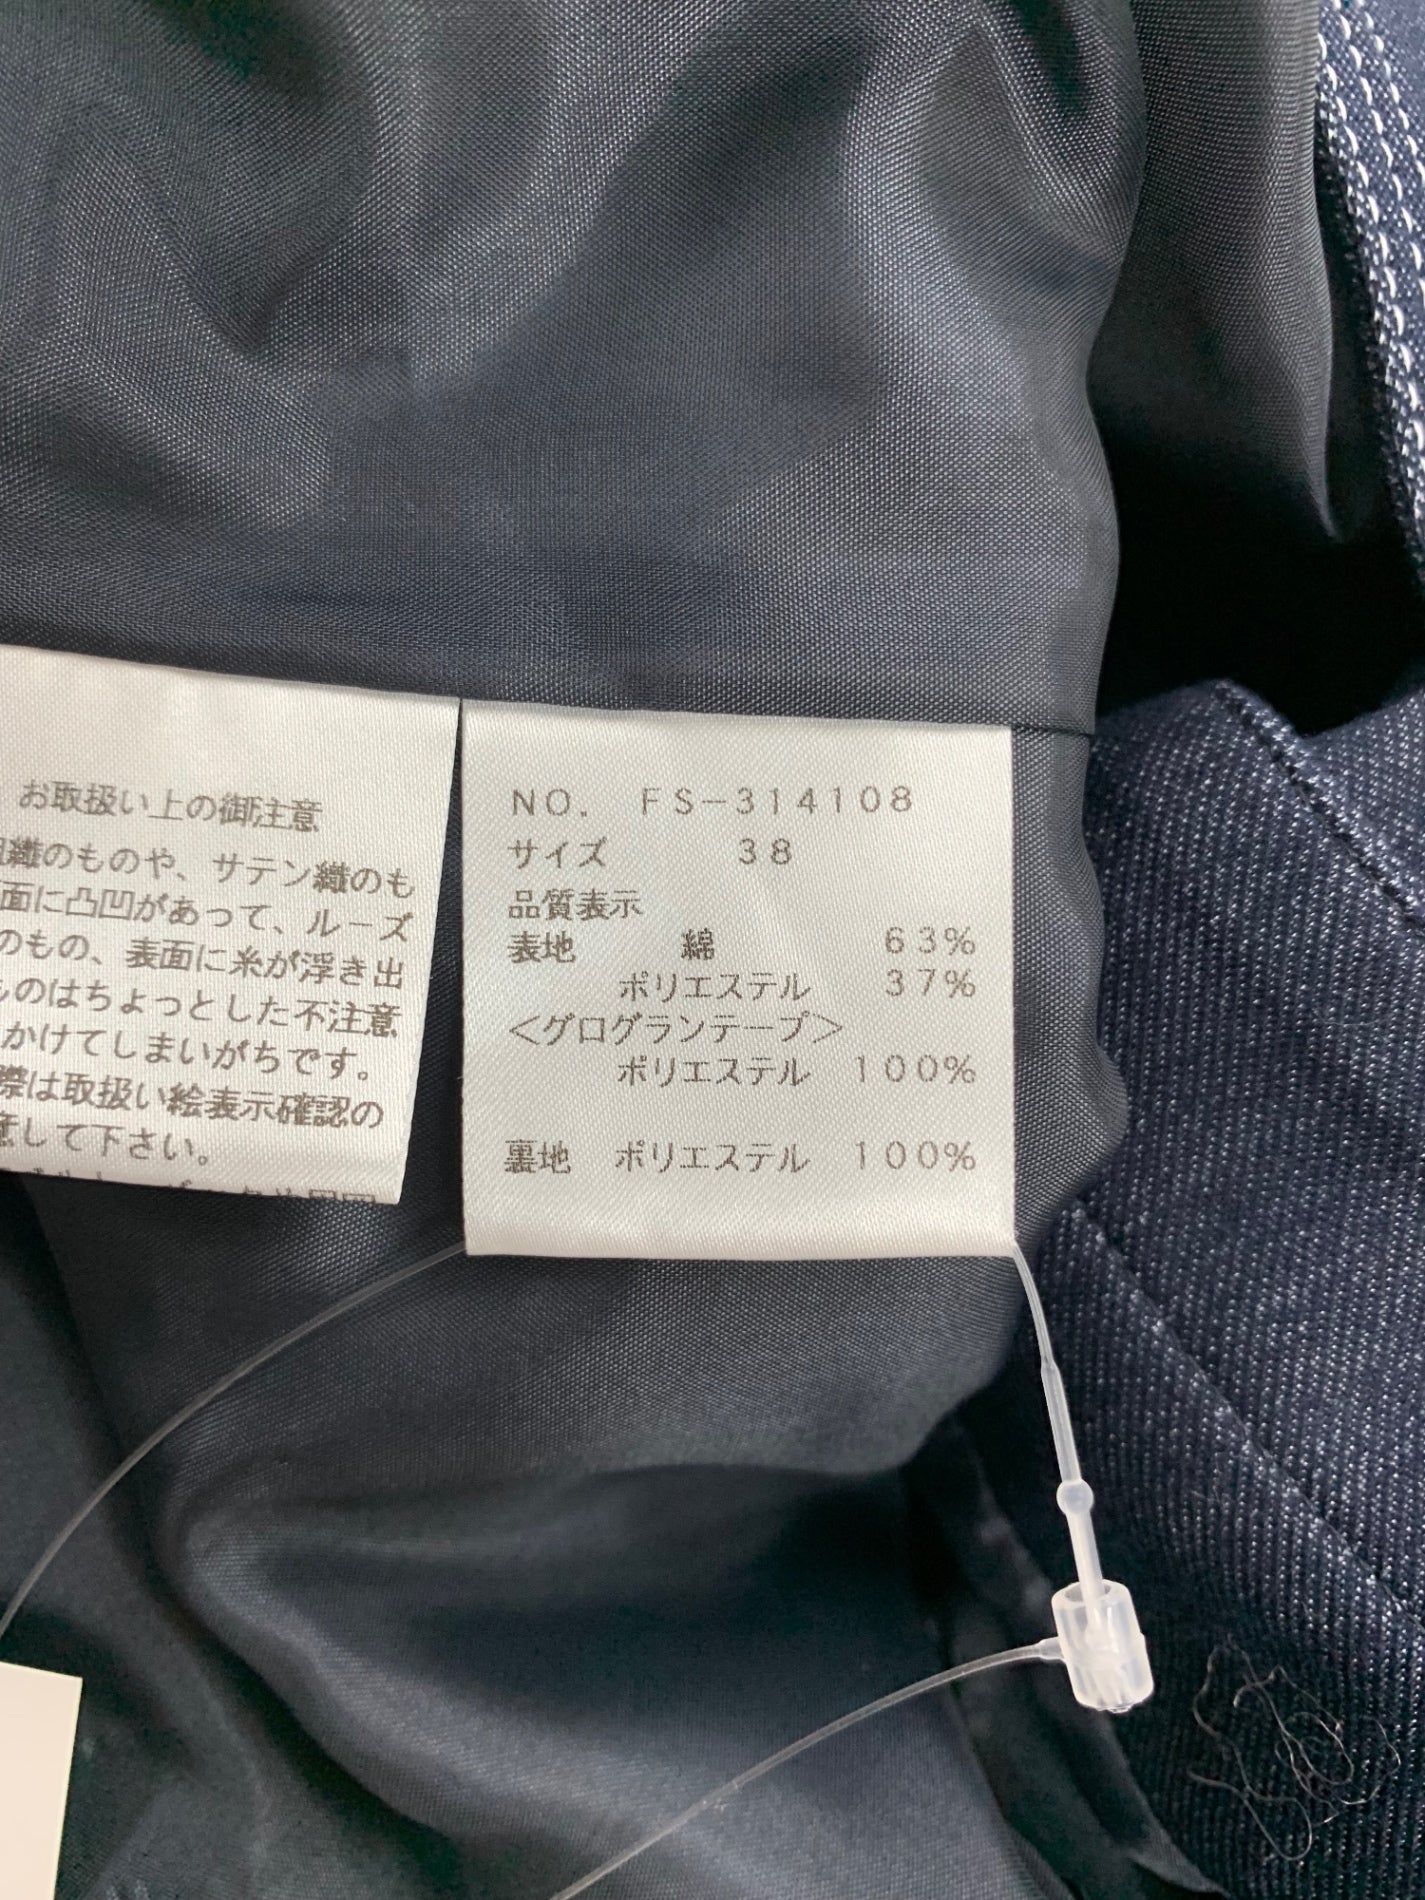 お取扱い上の御注意
織のものや、サテン織のも
面に凸凹があって、ルーズ
のもの、表面に糸が浮き出
ものはちょっとした不注意
かけてしまいがちです。
際は取扱い絵表示確認の
意して下さい。
NO. FS-314108
サイズ 38
品質表示
表地 綿 63%
ポリエステル 37%
<グログランテープ>
ポリエステル 100%
裏地 ポリエステル 100%